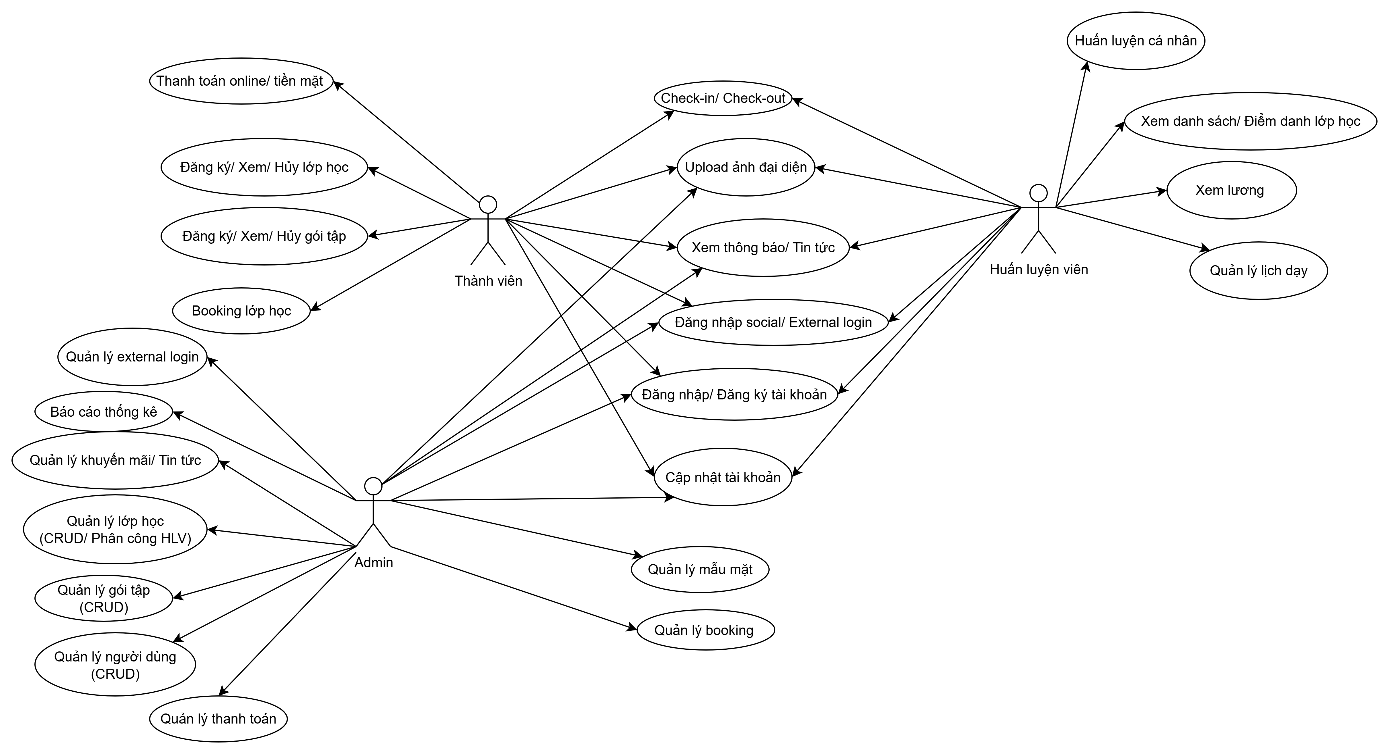 Huấn luyện cá nhân
Thanh toán online/ tiền mặt
Check-in/ Check-out
Xem danh sách/ Điểm danh lớp học
Đăng ký/ Xem/ Hủy lớp học
Upload ảnh đại diện
Xem lương
Đăng ký/ Xem/ Hủy gói tập
Xem thông báo/ Tin tức
Thành viên
Huấn luyện viên
Quản lý lịch dạy
Booking lớp học
Đăng nhập social/ External login
Quản lý external login
Đăng nhập/ Đăng ký tài khoản
Báo cáo thống kê
Quản lý khuyến mãi/ Tin tức
Cập nhật tài khoản
Quản lý lớp học
(CRUD/ Phân công HLV)
Admin
Quản lý mẫu mặt
Quản lý gói tập
(CRUD)
Quản lý booking
Quản lý người dùng
(CRUD)
Quản lý thanh toán